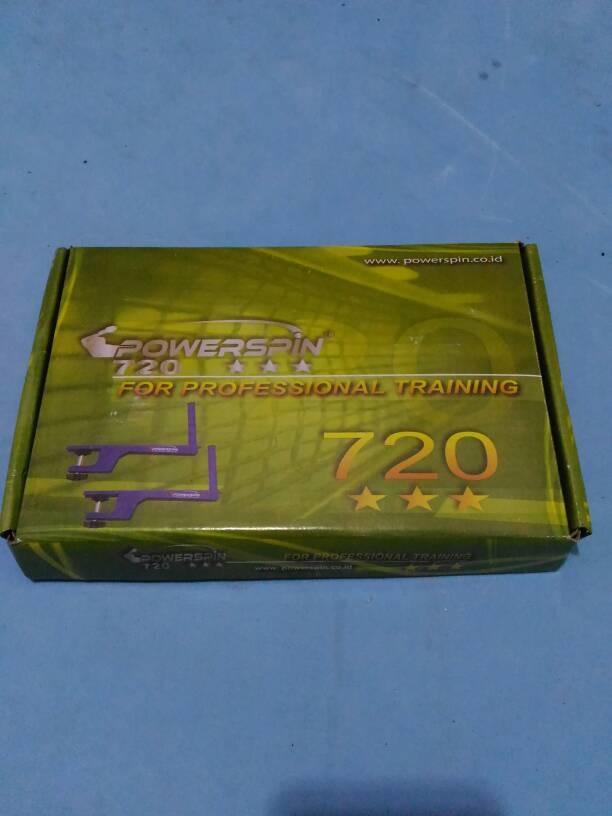 www. powerspin.co.id
POWERSPIN®
720 ★ ★ ★
FOR PROFESSIONAL TRAINING
720
★ ★ ★
POWERSPIN
720 ★ ★ ★
FOR PROFESSIONAL TRAINING
www. powerspin.co.id
★ ★ ★